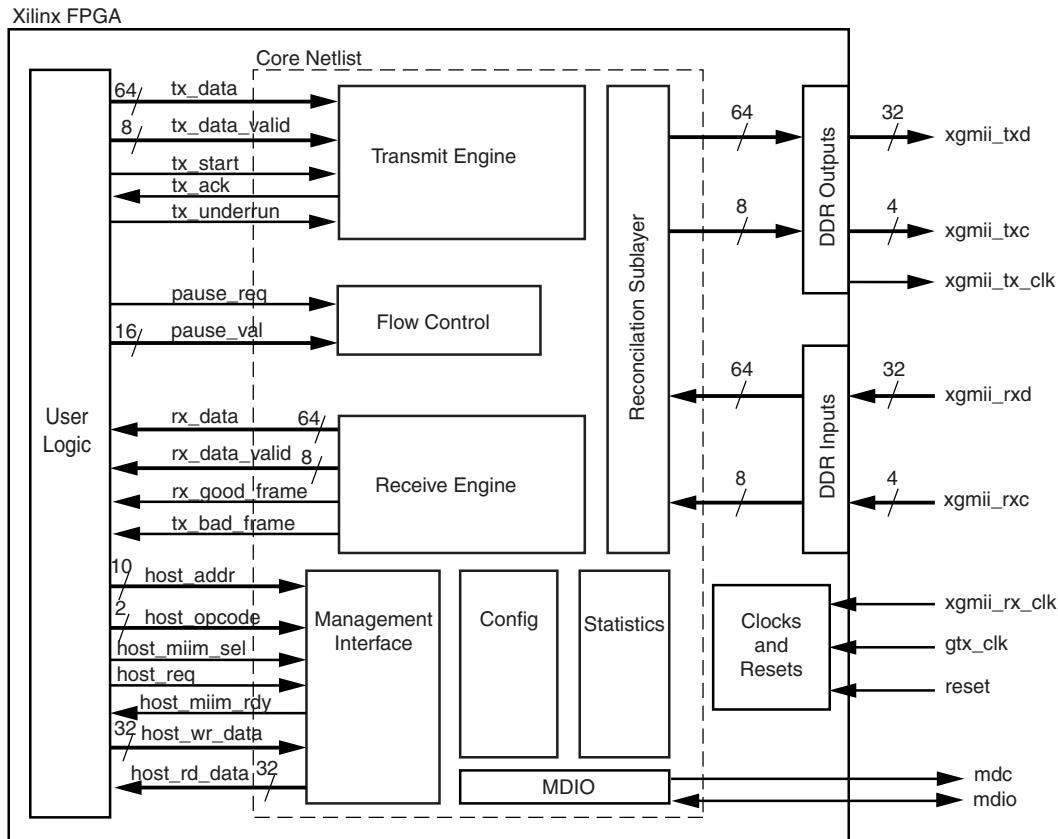 Xilinx FPGA
Core Netlist
User
Logic
64
tx_data
8
tx_data_valid
tx_start
tx_ack
tx_underrun
Transmit Engine
pause_req
16
pause_val
Flow Control
rx_data
64
rx_data_valid
8
rx_good_frame
tx_bad_frame
Receive Engine
10
host_addr
2
host_opcode
host_miim_sel
host_req
host_miim_rdy
32
host_wr_data
host_rd_data
32
Management
Interface
Config
Statistics
MDIO
Reconcilation Sublayer
64
8
64
8
DDR Outputs
DDR Inputs
32
xgmii_txd
4
xgmii_txc
xgmii_tx_clk
32
xgmii_rxd
4
xgmii_rxc
Clocks
and
Resets
xgmii_rx_clk
gtx_clk
reset
mdc
mdio